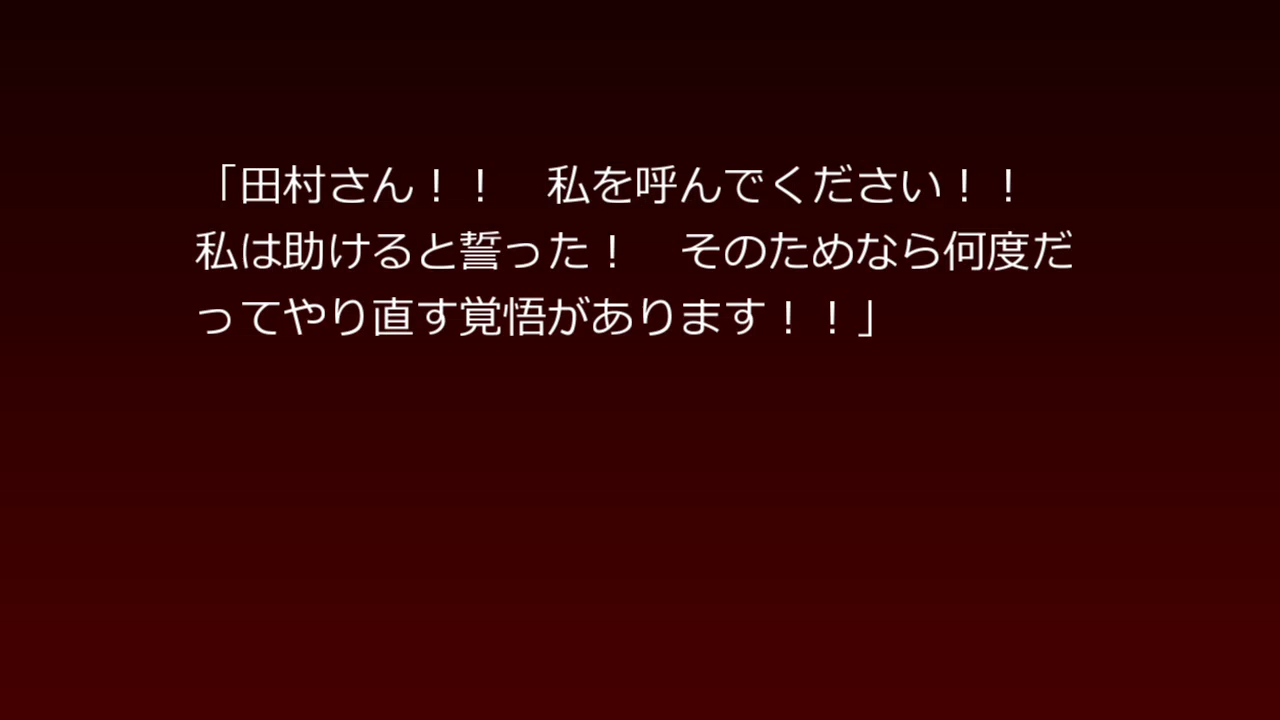 「田村さん！！　私を呼んでください！！
私は助けると誓った！　そのためなら何度だ
ってやり直す覚悟があります！！」